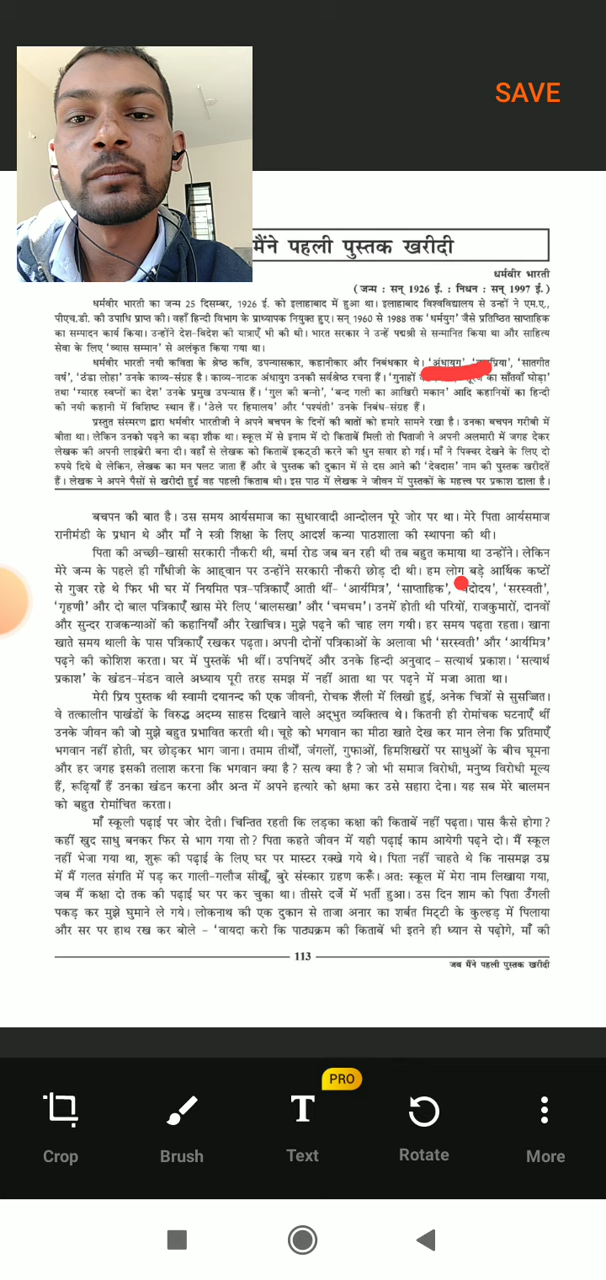 SAVE
मैंने पहली पुस्तक खरीदी
धर्मवीर भारती
(जन्म : सन् 1926 ई. : निधन : सन् 1997 ई.)
धर्मवीर भारती का जन्म 25 दिसम्बर, 1926 ई. को इलाहाबाद में हुआ था। इलाहाबाद विश्वविद्यालय से उन्होंने एम.ए.,
पीएच.डी. की उपाधि प्राप्त की। वहाँ हिन्दी विभाग के प्राध्यापक नियुक्त हुए। सन् 1960 से 1988 तक 'धर्मयुग' जैसे प्रतिष्ठित साप्ताहिक
का सम्पादन कार्य किया। उन्होंने देश-विदेश की यात्राएँ भी की थी। भारत सरकार ने उन्हें पद्मश्री से सन्मानित किया था और साहित्य
सेवा के लिए 'व्यास सम्मान' से अलंकृत किया गया था।
धर्मवीर भारती नयी कविता के श्रेष्ठ कवि, उपन्यासकार, कहानीकार और निबंधकार थे। 'अंधायुग', 'सातगीत
वर्ष', 'ठंडा लोहा' उनके काव्य-संग्रह है। काव्य-नाटक अंधायुग उनकी सर्वश्रेष्ठ रचना हैं। 'गुनाहों का साँतवाँ घोड़ा'
तथा 'ग्यारह स्वप्नों का देश' उनके प्रमुख उपन्यास हैं। 'गुल की बन्नो', 'बन्द गली का आखिरी मकान' आदि कहानियों का हिन्दी
की नयी कहानी में विशिष्ट स्थान हैं। 'ठेले पर हिमालय' और 'पश्यंती' उनके निबंध-संग्रह हैं।
प्रस्तुत संस्मरण द्वारा धर्मवीर भारतीजी ने अपने बचपन के दिनों की बातों को हमारे सामने रखा है। उनका बचपन गरीबी में
बीता था। लेकिन उनको पढ़ने का बड़ा शौक था। स्कूल में से इनाम में दो किताबें मिली तो पिताजी ने अपनी अलमारी में जगह देकर
लेखक की अपनी लाइब्रेरी बना दी। वहाँ से लेखक को किताबें इकट्ठी करने की धुन सवार हो गई। माँ ने पिक्चर देखने के लिए दो
रुपये दिये थे लेकिन, लेखक का मन पलट जाता हैं और वे पुस्तक की दुकान में से दस आने की 'देवदास' नाम की पुस्तक खरीदतें
हैं। लेखक ने अपने पैसों से खरीदी हुई वह पहली किताब थी। इस पाठ में लेखक ने जीवन में पुस्तकों के महत्त्व पर प्रकाश डाला है।
बचपन की बात है। उस समय आर्यसमाज का सुधारवादी आन्दोलन पूरे जोर पर था। मेरे पिता आर्यसमाज
रानीमंडी के प्रधान थे और माँ ने स्त्री शिक्षा के लिए आदर्श कन्या पाठशाला की स्थापना की थी।
पिता की अच्छी-खासी सरकारी नौकरी थी, बर्मा रोड जब बन रही थी तब बहुत कमाया था उन्होंने। लेकिन
मेरे जन्म के पहले ही गाँधीजी के आह्वान पर उन्होंने सरकारी नौकरी छोड़ दी थी। हम लोग बड़े आर्थिक कष्टों
से गुजर रहे थे फिर भी घर में नियमित पत्र-पत्रिकाएँ आती थीं- 'आर्यमित्र', 'साप्ताहिक', 'सरस्वती',
'गृहणी' और दो बाल पत्रिकाएँ खास मेरे लिए 'बालसखा' और 'चमचम'। उनमें होती थी परियों, राजकुमारों, दानवों
और सुन्दर राजकन्याओं की कहानियाँ और रेखाचित्र। मुझे पढ़ने की चाह लग गयी। हर समय पढ़ता रहता। खाना
खाते समय थाली के पास पत्रिकाएँ रखकर पढ़ता। अपनी दोनों पत्रिकाओं के अलावा भी 'सरस्वती' और 'आर्यमित्र'
पढ़ने की कोशिश करता। घर में पुस्तकें भी थीं। उपनिषदें और उनके हिन्दी अनुवाद - सत्यार्थ प्रकाश। 'सत्यार्थ
प्रकाश' के खंडन-मंडन वाले अध्याय पूरी तरह समझ में नहीं आता था पर पढ़ने में मजा आता था।
मेरी प्रिय पुस्तक थी स्वामी दयानन्द की एक जीवनी, रोचक शैली में लिखी हुई, अनेक चित्रों से सुसज्जित।
वे तत्कालीन पाखंडों के विरुद्ध अदम्य साहस दिखाने वाले अद्भुत व्यक्तित्व थे। कितनी ही रोमांचक घटनाएँ थीं
उनके जीवन की जो मुझे बहुत प्रभावित करती थी। चूहे को भगवान का मीठा खाते देख कर मान लेना कि प्रतिमाएँ
भगवान नहीं होती, घर छोड़कर भाग जाना। तमाम तीर्थों, जंगलों, गुफाओं, हिमशिखरों पर साधुओं के बीच घूमना
और हर जगह इसकी तलाश करना कि भगवान क्या है ? सत्य क्या है ? जो भी समाज विरोधी, मनुष्य विरोधी मूल्य
हैं, रूढ़ियाँ हैं उनका खंडन करना और अन्त में अपने हत्यारे को क्षमा कर उसे सहारा देना। यह सब मेरे बालमन
को बहुत रोमांचित करता।
माँ स्कूली पढ़ाई पर जोर देती। चिन्तित रहती कि लड़का कक्षा की किताबें नहीं पढ़ता। पास कैसे होगा ?
कहीं खुद साधु बनकर फिर से भाग गया तो ? पिता कहते जीवन में यही पढ़ाई काम आयेगी पढ़ने दो। मैं स्कूल
नहीं भेजा गया था, शुरू की पढ़ाई के लिए घर पर मास्टर रक्खे गये थे। पिता नहीं चाहते थे कि नासमझ उम्र
में मैं गलत संगति में पड़ कर गाली-गलौज सीखूँ, बुरे संस्कार ग्रहण करूँ। अत: स्कूल में मेरा नाम लिखाया गया,
जब मैं कक्षा दो तक की पढ़ाई घर पर कर चुका था। तीसरे दर्जे में भर्ती हुआ। उस दिन शाम को पिता उँगली
पकड़ कर मुझे घुमाने ले गये। लोकनाथ की एक दुकान से ताजा अनार का शर्बत मिट्टी के कुल्हड़ में पिलाया
और सर पर हाथ रख कर बोले - 'वायदा करो कि पाठ्यक्रम की किताबें भी इतने ही ध्यान से पढ़ोगे, माँ की
113
जब मैंने पहली पुस्तक खरीदी
PRO
Crop Brush Text Rotate More